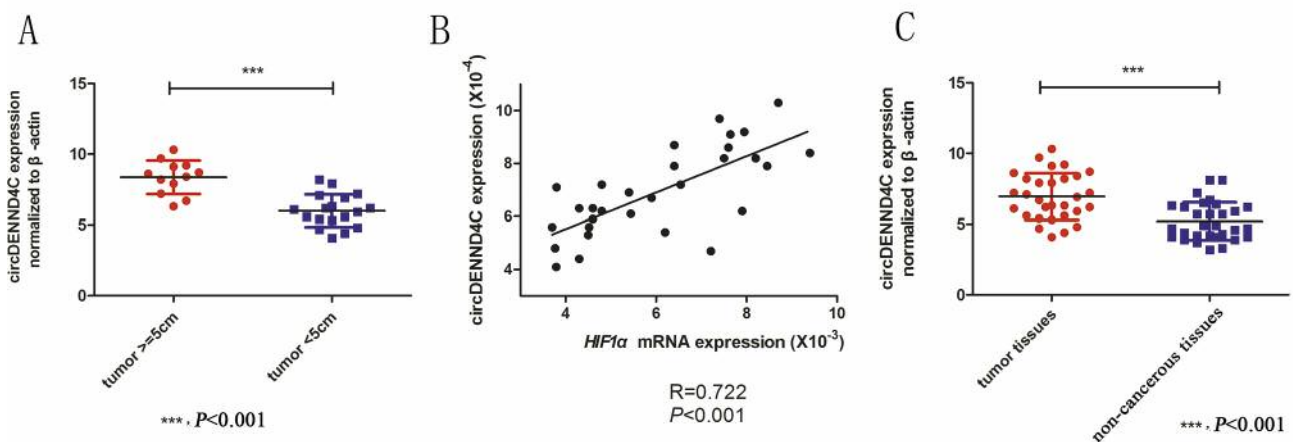 A
circDENND4C expression
normalized to β -actin
15
10
5
0
***
tumor >=5cm
tumor <5cm
***, P<0.001
B
circDENND4C expression (X10-4)
10
8
6
4
4
6
8
10
HIF1α mRNA expression (X10-3)
R=0.722
P<0.001
C
circDENND4C expression
normalized to β -actin
15
10
5
0
***
tumor tissues
non-cancerous tissues
***, P<0.001